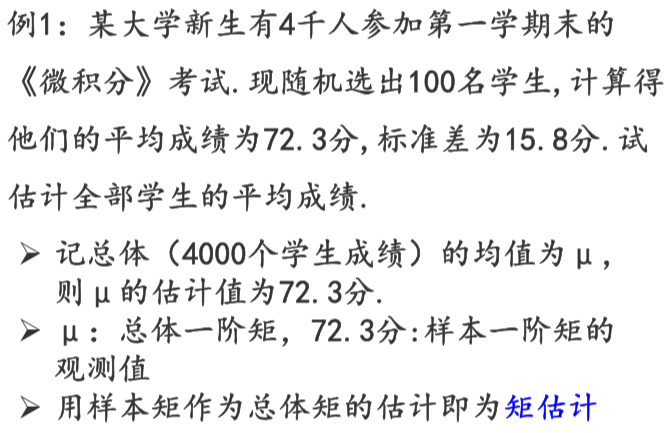 例1：某大学新生有4千人参加第一学期末的
《微积分》考试.现随机选出100名学生,计算得
他们的平均成绩为72.3分,标准差为15.8分.试
估计全部学生的平均成绩.
➢ 记总体（4000个学生成绩）的均值为μ，
则μ的估计值为72.3分.
➢ μ：总体一阶矩，72.3分:样本一阶矩的
观测值
➢ 用样本矩作为总体矩的估计即为矩估计